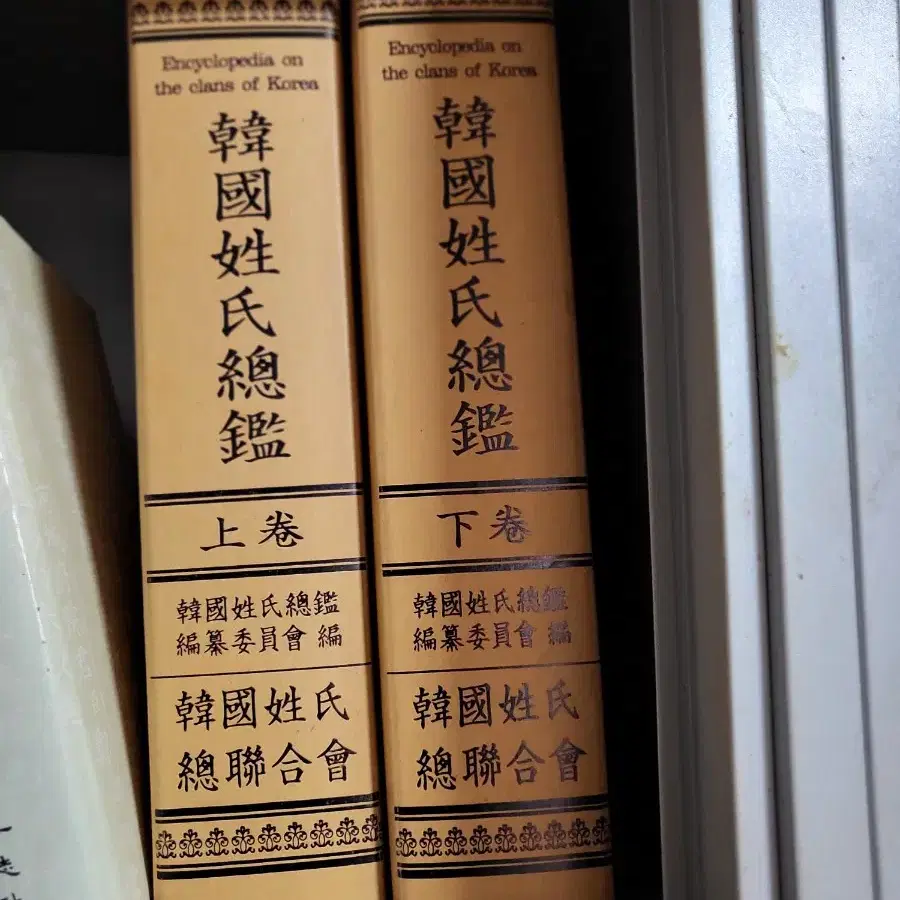 Encyclopedia on
the clans of Korea
韓國姓氏總鑑
上卷
韓國姓氏總鑑
編纂委員會 編
韓國姓氏
總聯合會
Encyclopedia on
the clans of Korea
韓國姓氏總鑑
下卷
韓國姓氏總鑑
編纂委員會 編
韓國姓氏
總聯合會